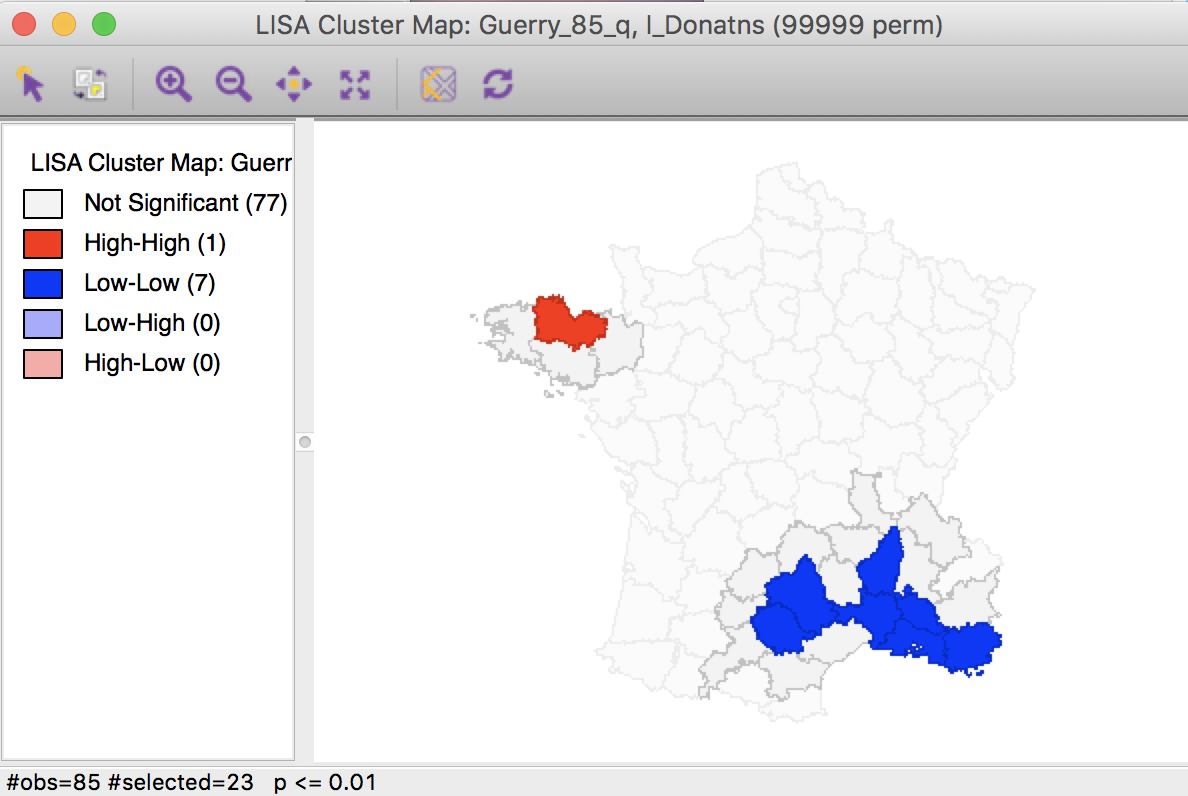 LISA Cluster Map: Guerry_85_q, I_Donatns (99999 perm)
LISA Cluster Map: Guerr
Not Significant (77)
High-High (1)
Low-Low (7)
Low-High (0)
High-Low (0)
#obs=85 #selected=23 p <= 0.01